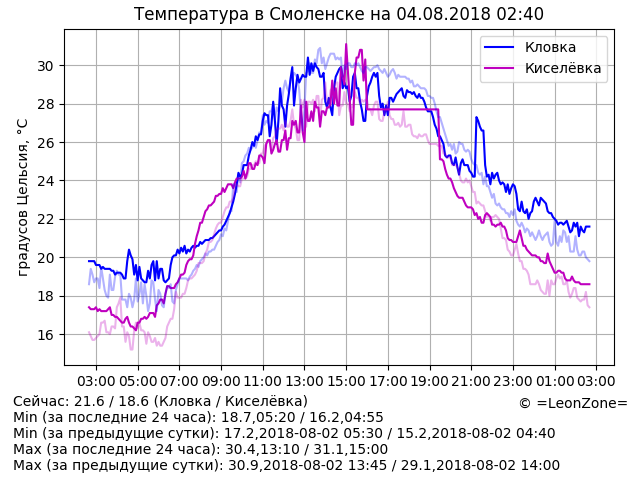 Температура в Смоленске на 04.08.2018 02:40
Кловка
Киселёвка
градусов Цельсия, °C
30
28
26
24
22
20
18
16
03:00 05:00 07:00 09:00 11:00 13:00 15:00 17:00 19:00 21:00 23:00 01:00 03:00
Сейчас: 21.6 / 18.6 (Кловка / Киселёвка)
© =LeonZone=
Min (за последние 24 часа): 18.7,05:20 / 16.2,04:55
Min (за предыдущие сутки): 17.2,2018-08-02 05:30 / 15.2,2018-08-02 04:40
Max (за последние 24 часа): 30.4,13:10 / 31.1,15:00
Max (за предыдущие сутки): 30.9,2018-08-02 13:45 / 29.1,2018-08-02 14:00